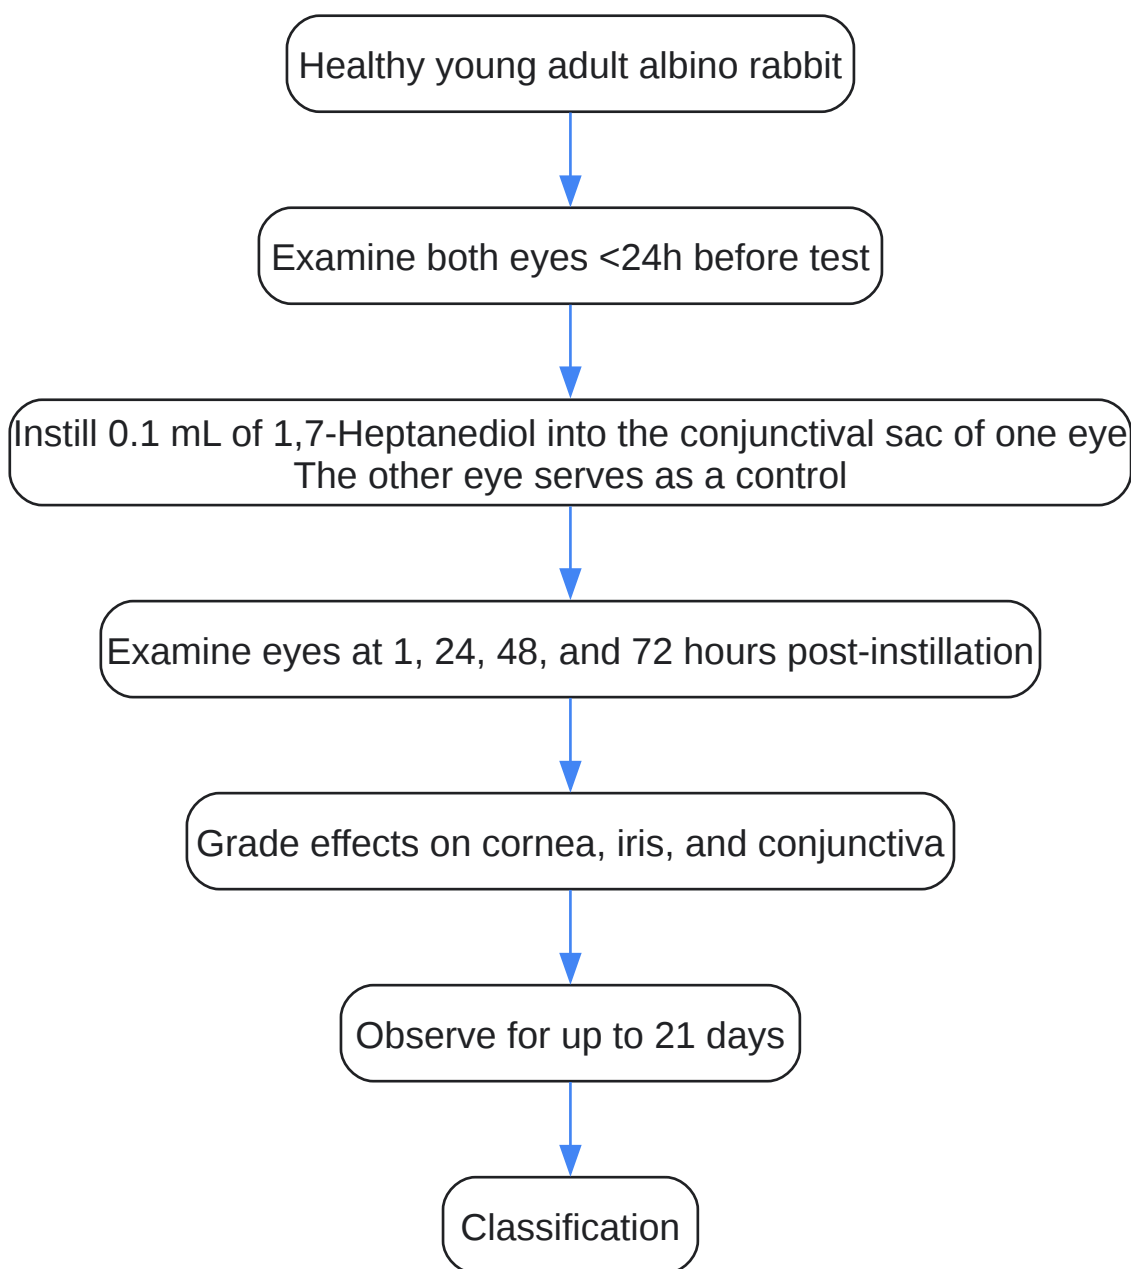 Healthy young adult albino rabbit
Examine both eyes <24h before test
Instill 0.1 mL of 1,7-Heptanediol into the conjunctival sac of one eye
The other eye serves as a control
Examine eyes at 1, 24, 48, and 72 hours post-instillation
Grade effects on cornea, iris, and conjunctiva
Observe for up to 21 days
Classification